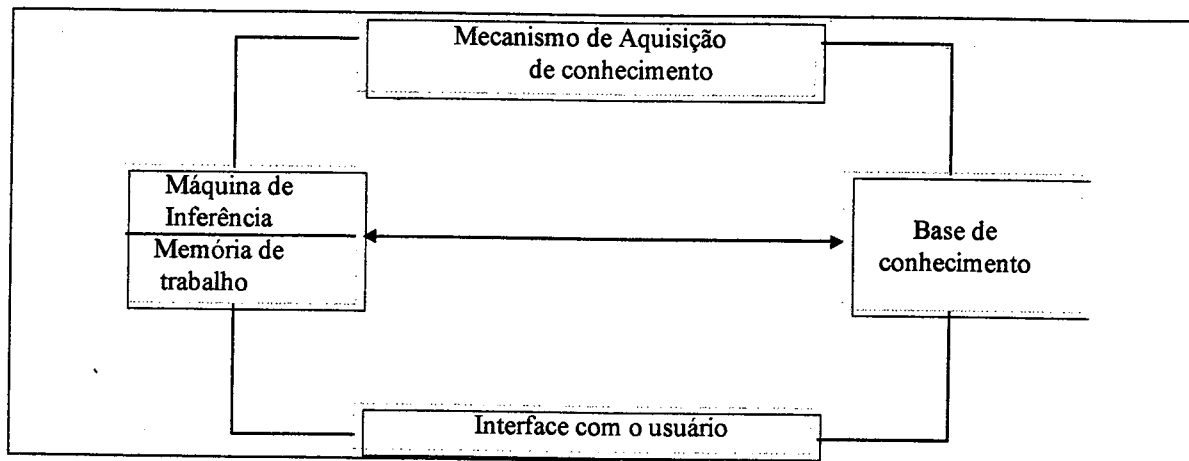 Mecanismo de Aquisição
de conhecimento
Máquina de
Inferência
Memória de
trabalho
Base de
conhecimento
Interface com o usuário